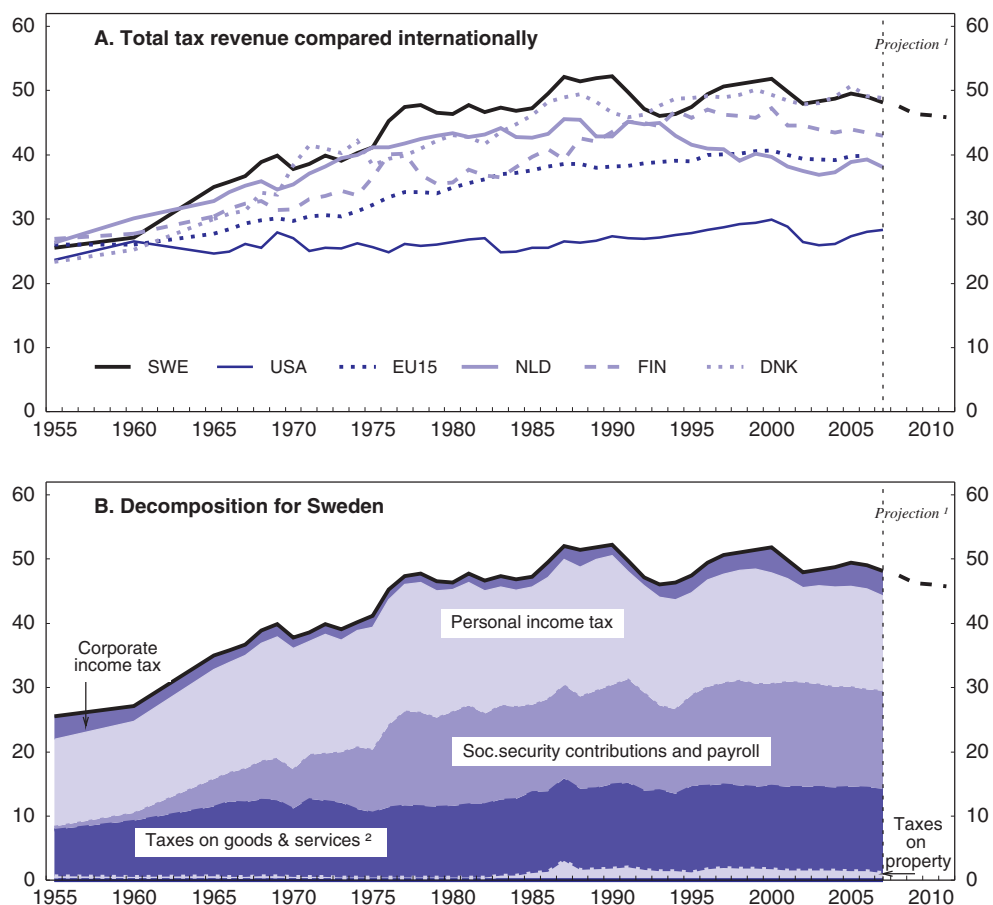 A. Total tax revenue compared internationally
Projection ¹
60 60
50 50
40 40
30 30
20 20
10 10
0 0
SWE USA EU15 NLD FIN DNK
1955 1960 1965 1970 1975 1980 1985 1990 1995 2000 2005 2010
B. Decomposition for Sweden
Projection ¹
60 60
50 50
40 40
30 30
20 20
10 10
0 0
Personal income tax
Corporate
income tax
Soc.security contributions and payroll
Taxes on goods & services ²
Taxes
on
property
1955 1960 1965 1970 1975 1980 1985 1990 1995 2000 2005 2010